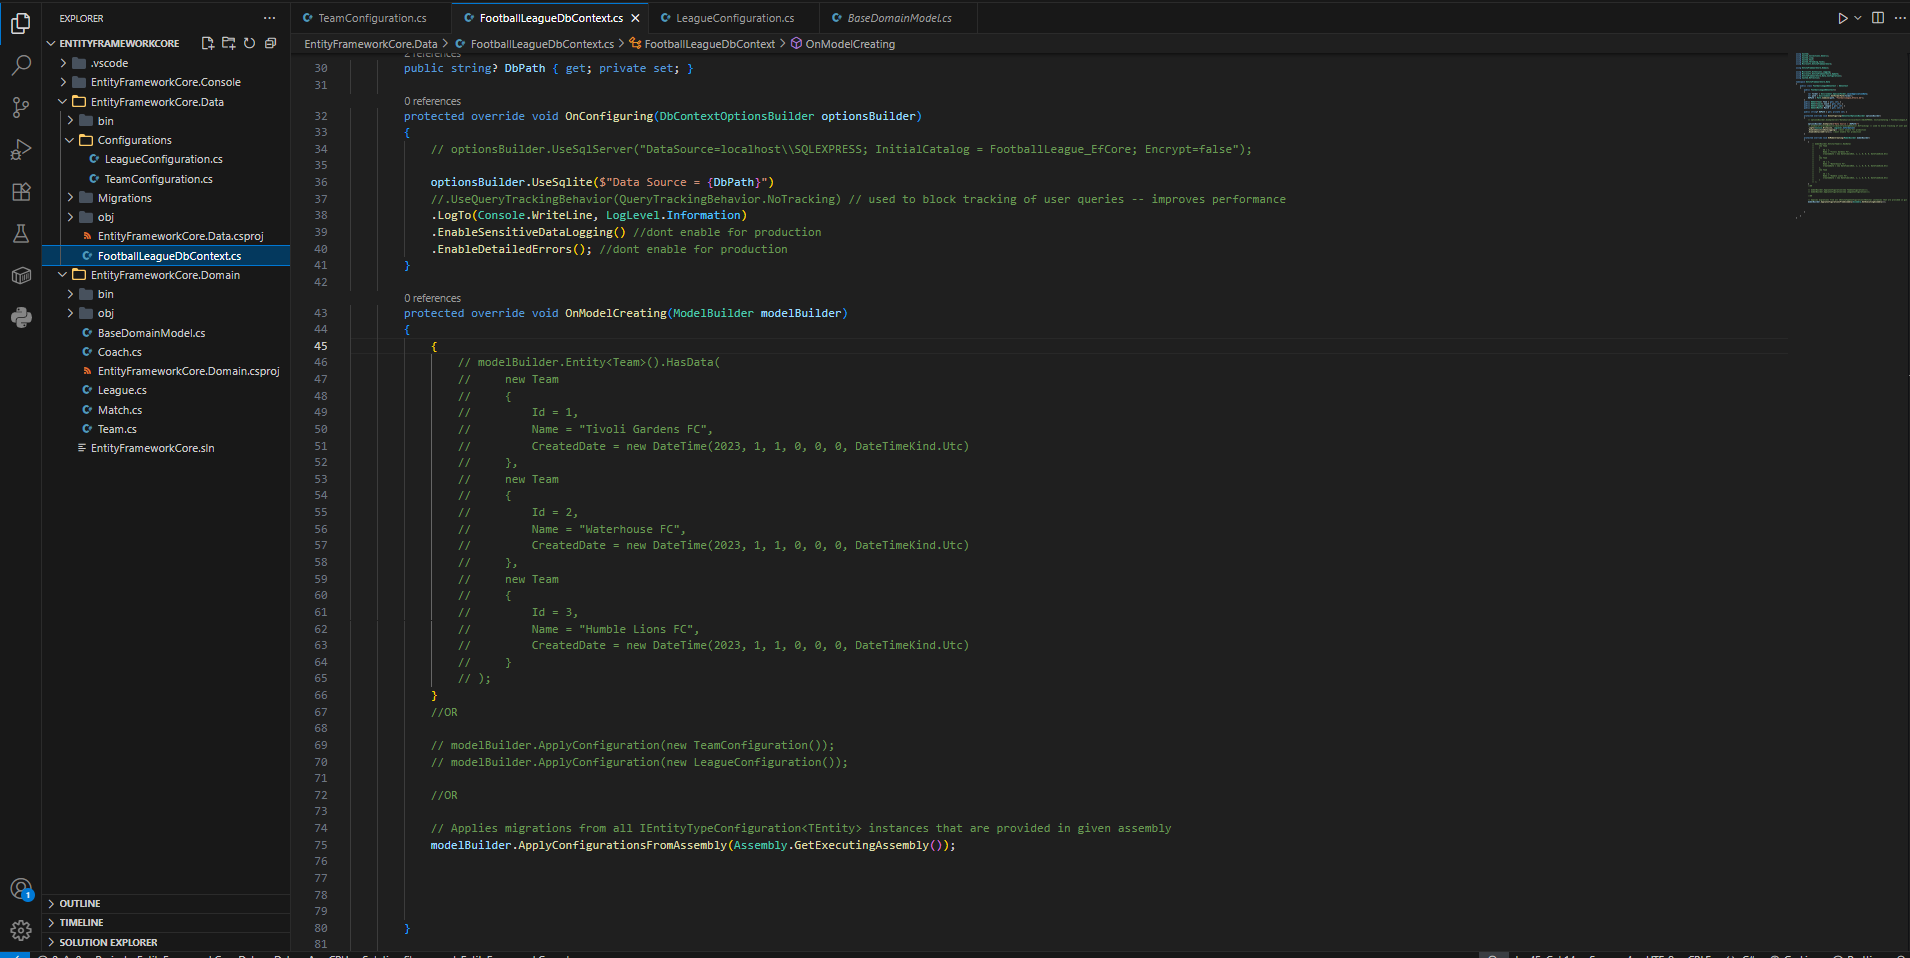 EXPLORER
ENTITYFRAMEWORKCORE
.vscode
EntityFrameworkCore.Console
EntityFrameworkCore.Data
bin
Configurations
LeagueConfiguration.cs
TeamConfiguration.cs
Migrations
obj
EntityFrameworkCore.Data.csproj
FootballLeagueDbContext.cs
EntityFrameworkCore.Domain
bin
obj
BaseDomainModel.cs
Coach.cs
EntityFrameworkCore.Domain.csproj
League.cs
Match.cs
Team.cs
EntityFrameworkCore.sln
OUTLINE
TIMELINE
SOLUTION EXPLORER
1
TeamConfiguration.cs FootballLeagueDbContext.cs LeagueConfiguration.cs BaseDomainModel.cs
EntityFrameworkCore.Data > FootballLeagueDbContext.cs > FootballLeagueDbContext > OnModelCreating
2 references
30 public string? DbPath { get; private set; }
31
0 references
32 protected override void OnConfiguring(DbContextOptionsBuilder optionsBuilder)
33 {
34 // optionsBuilder.UseSqlServer("DataSource=localhost\\SQLEXPRESS; InitialCatalog = FootballLeague_EfCore; Encrypt=false");
35
36 optionsBuilder.UseSqlite($"Data Source = {DbPath}")
37 //.UseQueryTrackingBehavior(QueryTrackingBehavior.NoTracking) // used to block tracking of user queries -- improves performance
38 .LogTo(Console.WriteLine, LogLevel.Information)
39 .EnableSensitiveDataLogging() //dont enable for production
40 .EnableDetailedErrors(); //dont enable for production
41 }
42
0 references
43 protected override void OnModelCreating(ModelBuilder modelBuilder)
44 {
45 {
46 // modelBuilder.Entity<Team>().HasData(
47 // new Team
48 // {
49 // Id = 1,
50 // Name = "Tivoli Gardens FC",
51 // CreatedDate = new DateTime(2023, 1, 1, 0, 0, 0, DateTimeKind.Utc)
52 // },
53 // new Team
54 // {
55 // Id = 2,
56 // Name = "Waterhouse FC",
57 // CreatedDate = new DateTime(2023, 1, 1, 0, 0, 0, DateTimeKind.Utc)
58 // },
59 // new Team
60 // {
61 // Id = 3,
62 // Name = "Humble Lions FC",
63 // CreatedDate = new DateTime(2023, 1, 1, 0, 0, 0, DateTimeKind.Utc)
64 // }
65 // );
66 }
67 //OR
68
69 // modelBuilder.ApplyConfiguration(new TeamConfiguration());
70 // modelBuilder.ApplyConfiguration(new LeagueConfiguration());
71
72 //OR
73
74 // Applies migrations from all IEntityTypeConfiguration<TEntity> instances that are provided in given assembly
75 modelBuilder.ApplyConfigurationsFromAssembly(Assembly.GetExecutingAssembly());
76
77
78
79
80 }
81